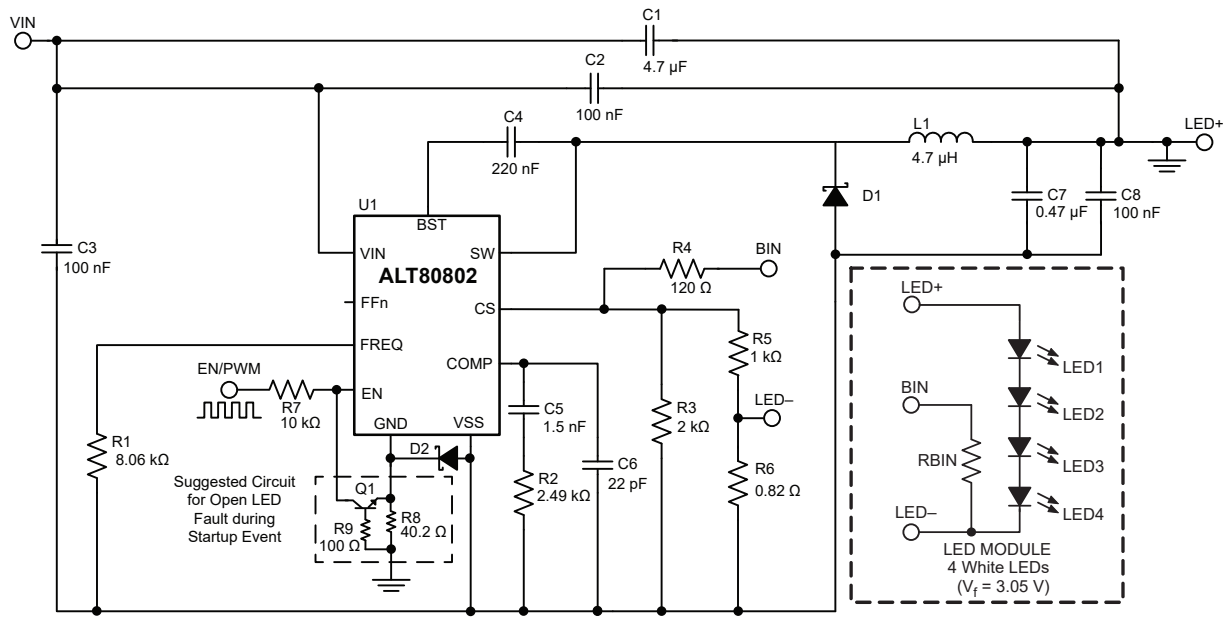 VIN
C1
4.7 µF
C2
100 nF
C4
220 nF
L1
4.7 µH
LED+
U1
BST
D1
C7
0.47 µF
C8
100 nF
C3
100 nF
VIN
SW
ALT80802
R4
120 Ω
BIN
FFn
CS
FREQ
COMP
R5
1 kΩ
EN/PWM
R7
10 kΩ
EN
GND
VSS
C5
1.5 nF
R3
2 kΩ
LED–
R1
8.06 kΩ
D2
C6
22 pF
R2
2.49 kΩ
R6
0.82 Ω
Suggested Circuit
for Open LED
Fault during
Startup Event
Q1
R9
100 Ω
R8
40.2 Ω
LED+
LED1
BIN
LED2
RBIN
LED3
LED4
LED–
LED MODULE
4 White LEDs
(Vf = 3.05 V)